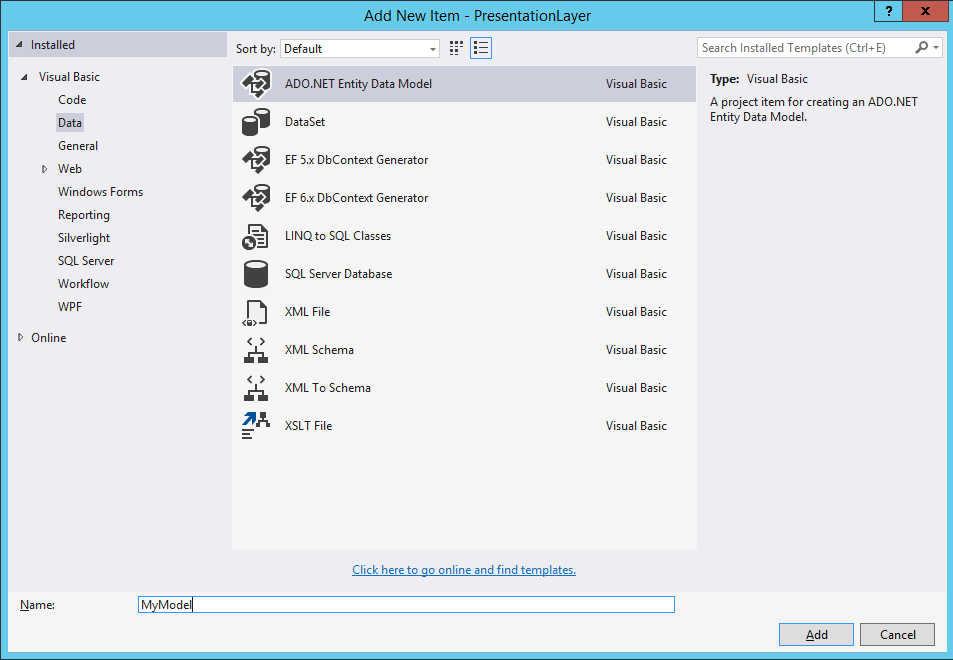 Add New Item - PresentationLayer
? x
Installed
Visual Basic
Code
Data
General
Web
Windows Forms
Reporting
Silverlight
SQL Server
Workflow
WPF
Online
Sort by: Default
ADO.NET Entity Data Model Visual Basic
DataSet Visual Basic
EF 5.x DbContext Generator Visual Basic
EF 6.x DbContext Generator Visual Basic
LINQ to SQL Classes Visual Basic
SQL Server Database Visual Basic
XML File Visual Basic
XML Schema Visual Basic
XML To Schema Visual Basic
XSLT File Visual Basic
Click here to go online and find templates.
Search Installed Templates (Ctrl+E)
Type: Visual Basic
A project item for creating an ADO.NET
Entity Data Model.
Name: MyModel
Add Cancel